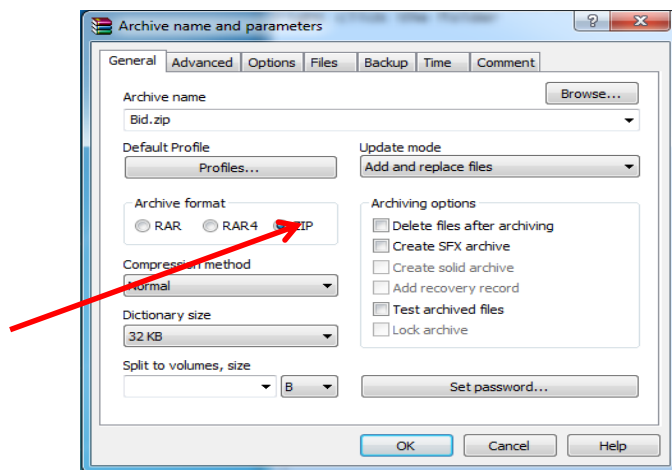 Archive name and parameters
General Advanced Options Files Backup Time Comment
Archive name
Browse...
Bid.zip
Default Profile
Profiles...
Update mode
Add and replace files
Archive format
RAR RAR4 ZIP
Archiving options
Delete files after archiving
Create SFX archive
Create solid archive
Add recovery record
Test archived files
Lock archive
Compression method
Normal
Dictionary size
32 KB
Split to volumes, size
B
Set password...
OK Cancel Help